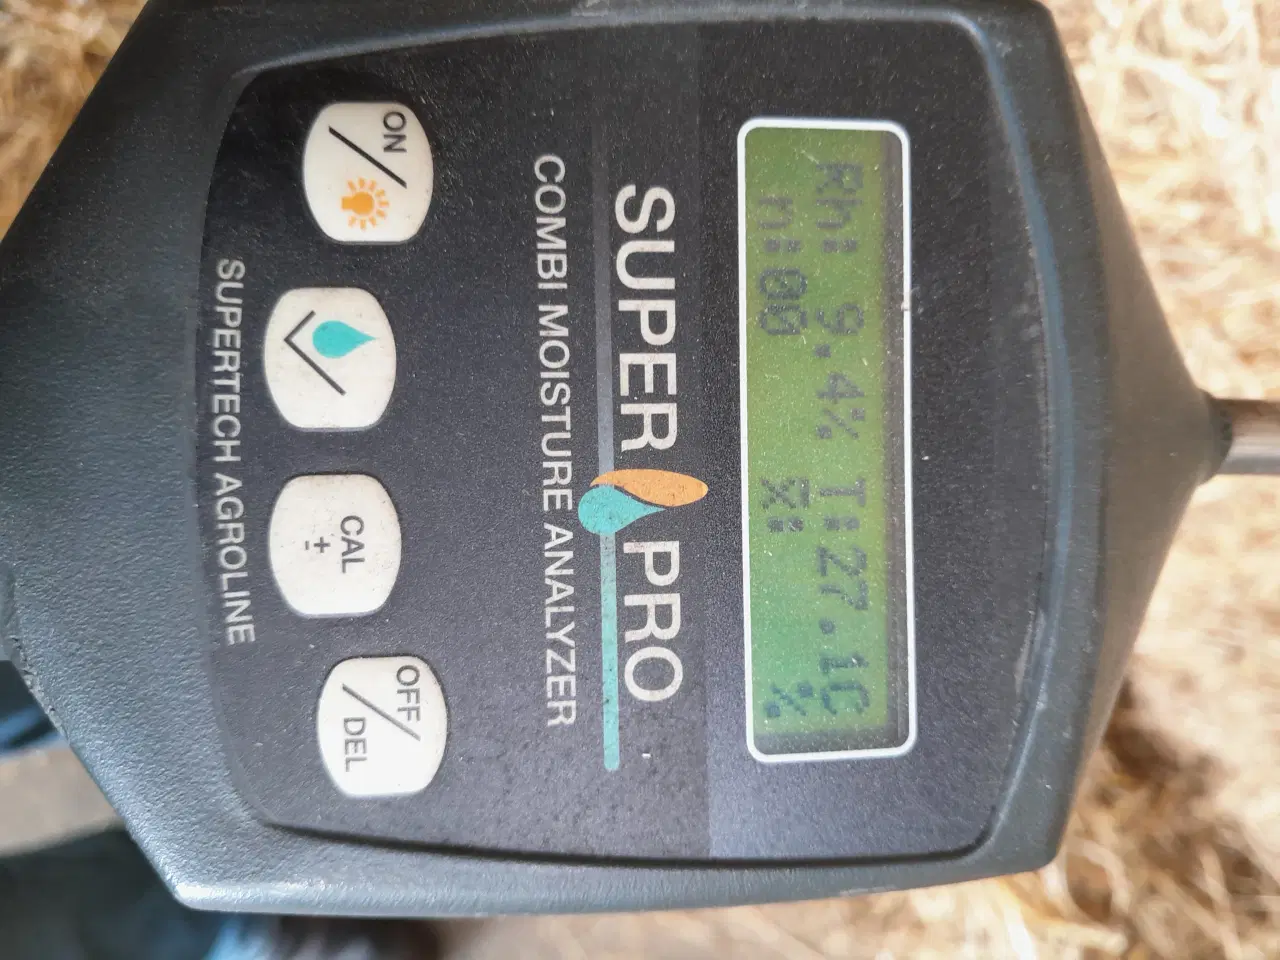 Rh: 9.4% T:27.1C
n:00 x̄: %
SUPER PRO
COMBI MOISTURE ANALYZER
ON/
CAL
+-
OFF/
DEL
SUPERTECH AGROLINE